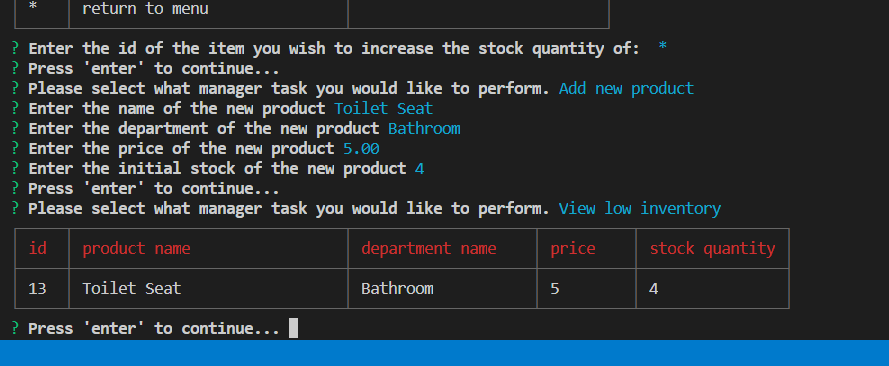 * return to menu
? Enter the id of the item you wish to increase the stock quantity of: *
? Press 'enter' to continue...
? Please select what manager task you would like to perform. Add new product
? Enter the name of the new product Toilet Seat
? Enter the department of the new product Bathroom
? Enter the price of the new product 5.00
? Enter the initial stock of the new product 4
? Press 'enter' to continue...
? Please select what manager task you would like to perform. View low inventory
id product name department name price stock quantity
13 Toilet Seat Bathroom 5 4
? Press 'enter' to continue...